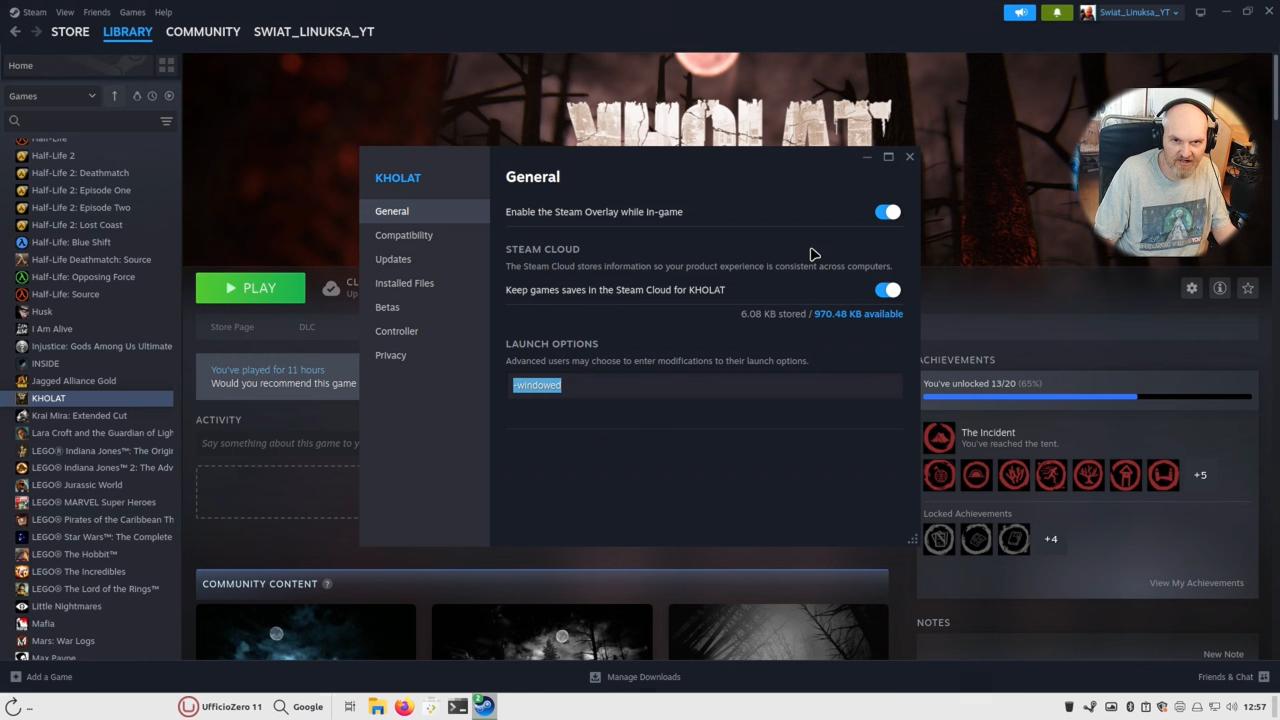 Steam View Friends Games Help
Swiat_Linuksa_YT
STORE LIBRARY COMMUNITY SWIAT_LINUKSA_YT
Home
Games
KHOLAT
Half-Life
Half-Life 2
Half-Life 2: Deathmatch
Half-Life 2: Episode One
Half-Life 2: Episode Two
Half-Life 2: Lost Coast
Half-Life: Blue Shift
Half-Life Deathmatch: Source
Half-Life: Opposing Force
Half-Life: Source
Husk
I Am Alive
Injustice: Gods Among Us Ultimate
INSIDE
Jagged Alliance Gold
KHOLAT
Krai Mira: Extended Cut
Lara Croft and the Guardian of Ligh
LEGO® Indiana Jones™: The Origin
LEGO® Indiana Jones™ 2: The Adv
LEGO® Jurassic World
LEGO® MARVEL Super Heroes
LEGO® Pirates of the Caribbean Th
LEGO® Star Wars™: The Complete
LEGO® The Hobbit™
LEGO® The Incredibles
LEGO® The Lord of the Rings™
Little Nightmares
Mafia
Mars: War Logs
Max Payne
PLAY
CL
Up
Store Page DLC
You've played for 11 hours
Would you recommend this game
ACTIVITY
Say something about this game to y
COMMUNITY CONTENT ?
KHOLAT
General
Compatibility
Updates
Installed Files
Betas
Controller
Privacy
General
Enable the Steam Overlay while in-game
STEAM CLOUD
The Steam Cloud stores information so your product experience is consistent across computers.
Keep games saves in the Steam Cloud for KHOLAT
6.08 KB stored / 970.48 KB available
LAUNCH OPTIONS
Advanced users may choose to enter modifications to their launch options.
-windowed
ACHIEVEMENTS
You've unlocked 13/20 (65%)
The Incident
You've reached the tent.
+5
Locked Achievements
+4
View My Achievements
NOTES
New Note
Add a Game
Manage Downloads
Friends & Chat
...
UfficioZero 11
Google
2
12:57